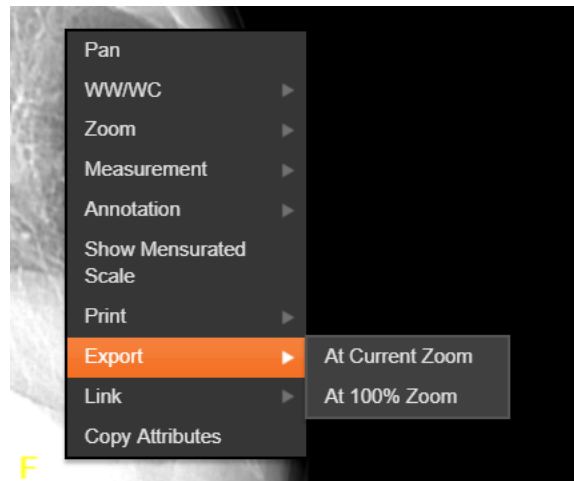 Pan
WW/WC
Zoom
Measurement
Annotation
Show Mensurated
Scale
Print
Export
At Current Zoom
Link
At 100% Zoom
Copy Attributes
F